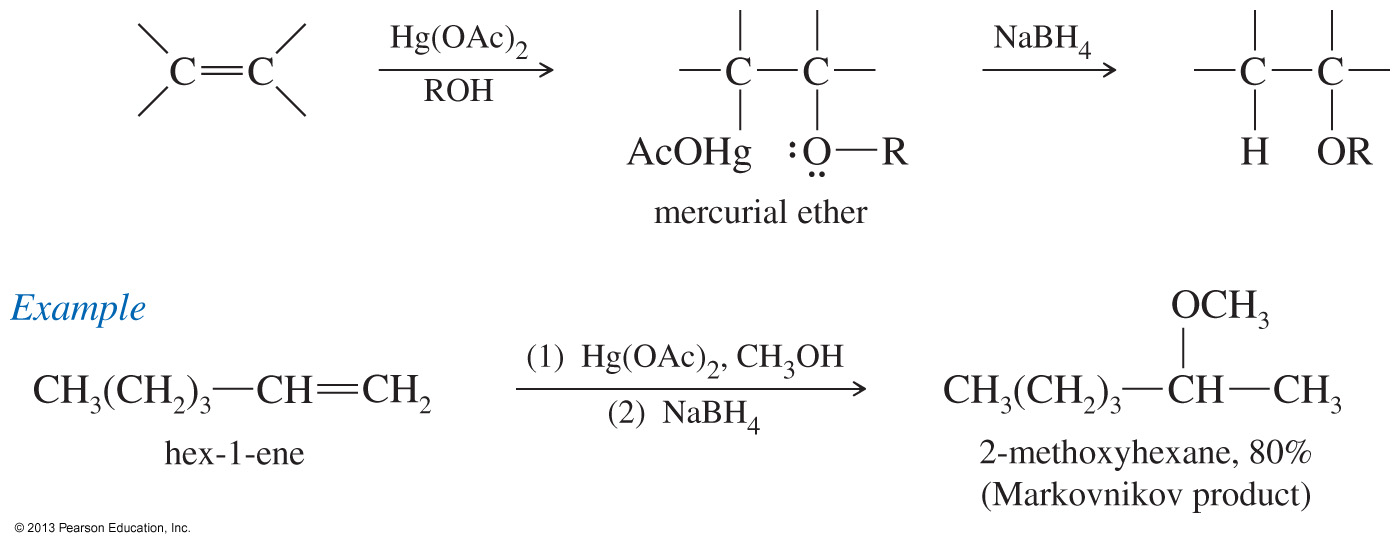 C=C Hg(OAc)₂ —C—C— NaBH₄ —C—C—
ROH
AcOHg :Ö—R H OR
mercurial ether
Example
OCH₃
CH₃(CH₂)₃—CH=CH₂ (1) Hg(OAc)₂, CH₃OH CH₃(CH₂)₃—CH—CH₃
(2) NaBH₄
hex-1-ene 2-methoxyhexane, 80%
(Markovnikov product)
© 2013 Pearson Education, Inc.